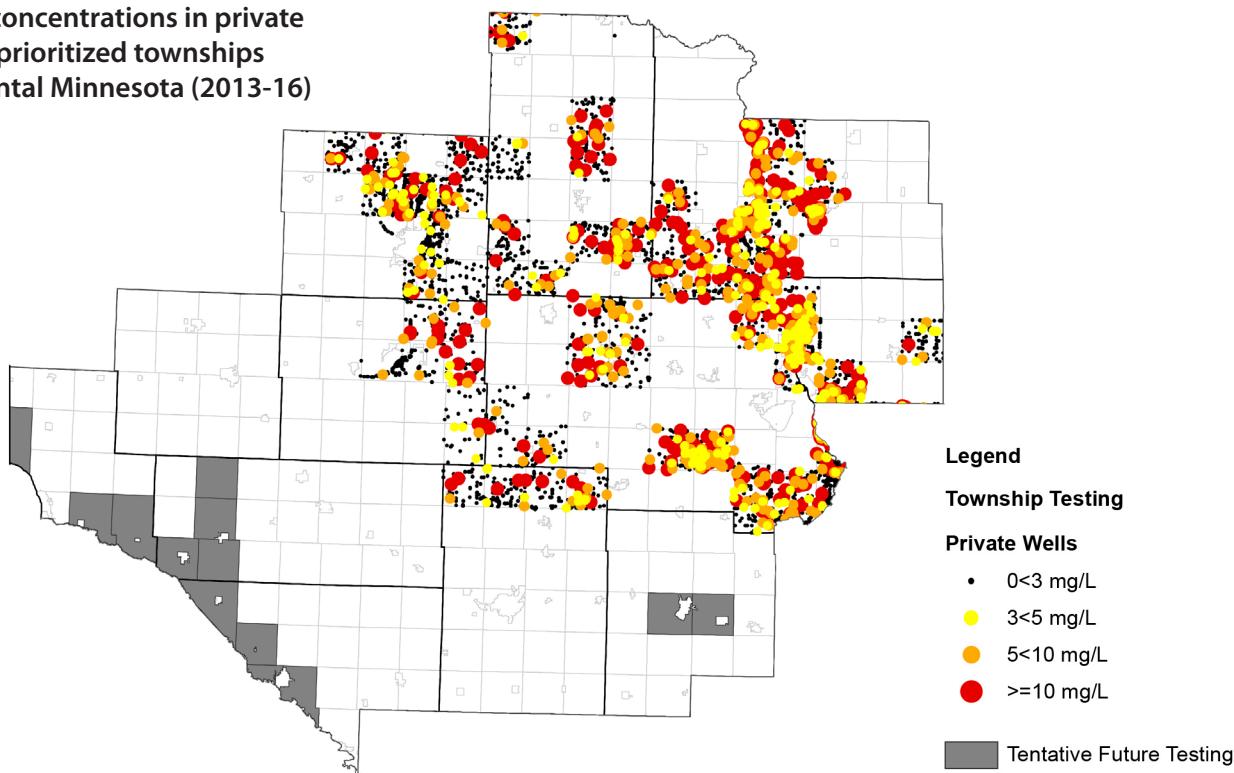 concentrations in private
prioritized townships
ntal Minnesota (2013-16)
Legend
Township Testing
Private Wells
0<3 mg/L
3<5 mg/L
5<10 mg/L
>=10 mg/L
Tentative Future Testing